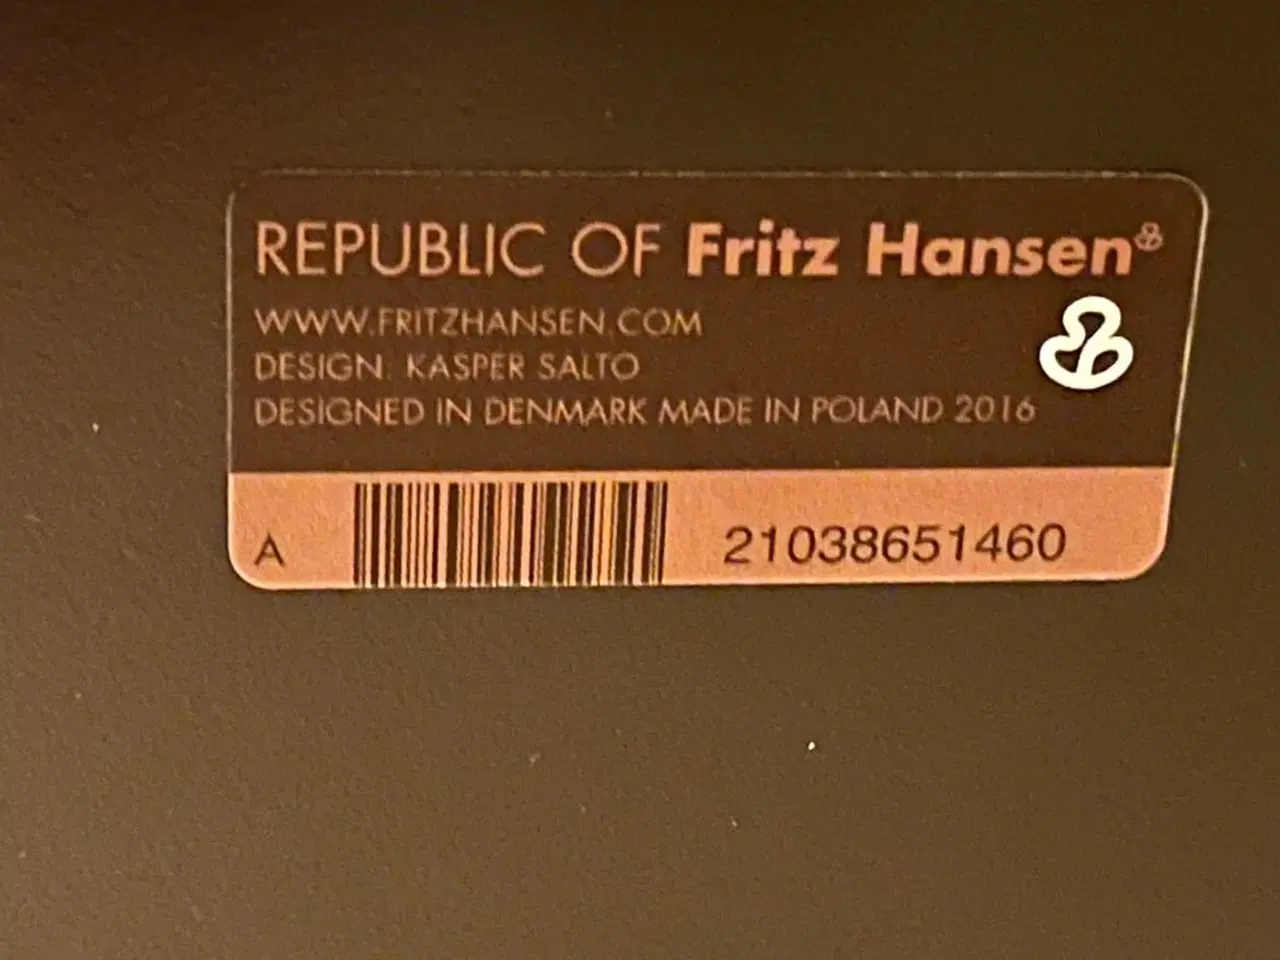 REPUBLIC OF Fritz Hansen
WWW.FRITZHANSEN.COM
DESIGN: KASPER SALTO
DESIGNED IN DENMARK MADE IN POLAND 2016
A
21038651460